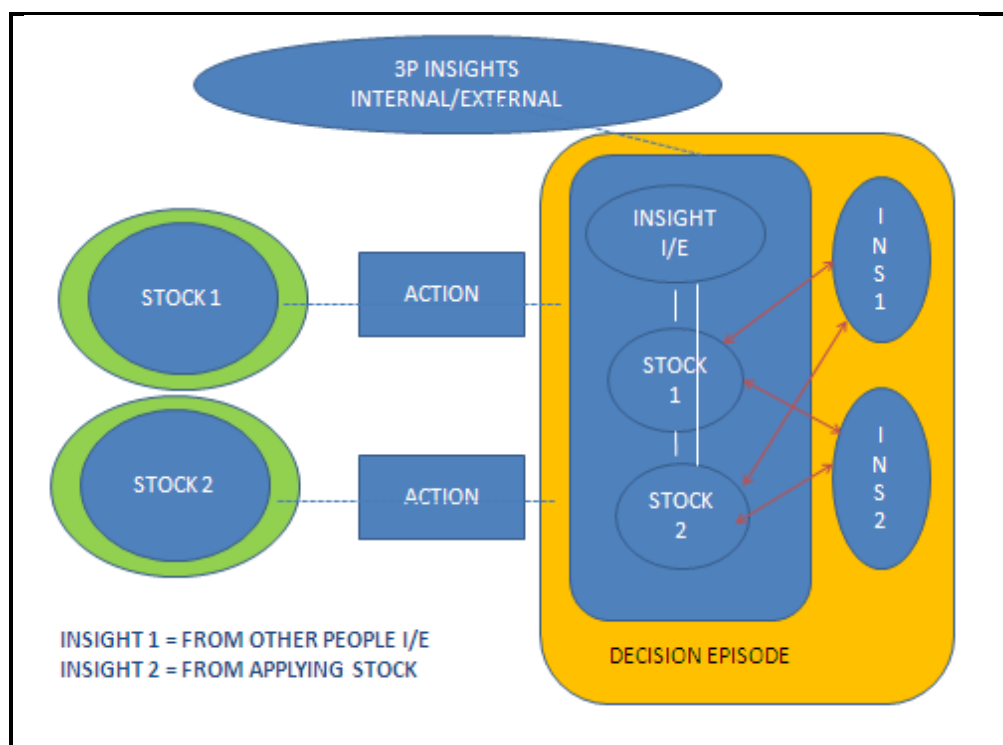 3P INSIGHTS
INTERNAL/EXTERNAL
INSIGHT
I/E
I
N
S
1
STOCK 1
ACTION
STOCK
1
I
N
S
2
STOCK 2
ACTION
STOCK
2
INSIGHT 1 = FROM OTHER PEOPLE I/E
INSIGHT 2 = FROM APPLYING STOCK
DECISION EPISODE